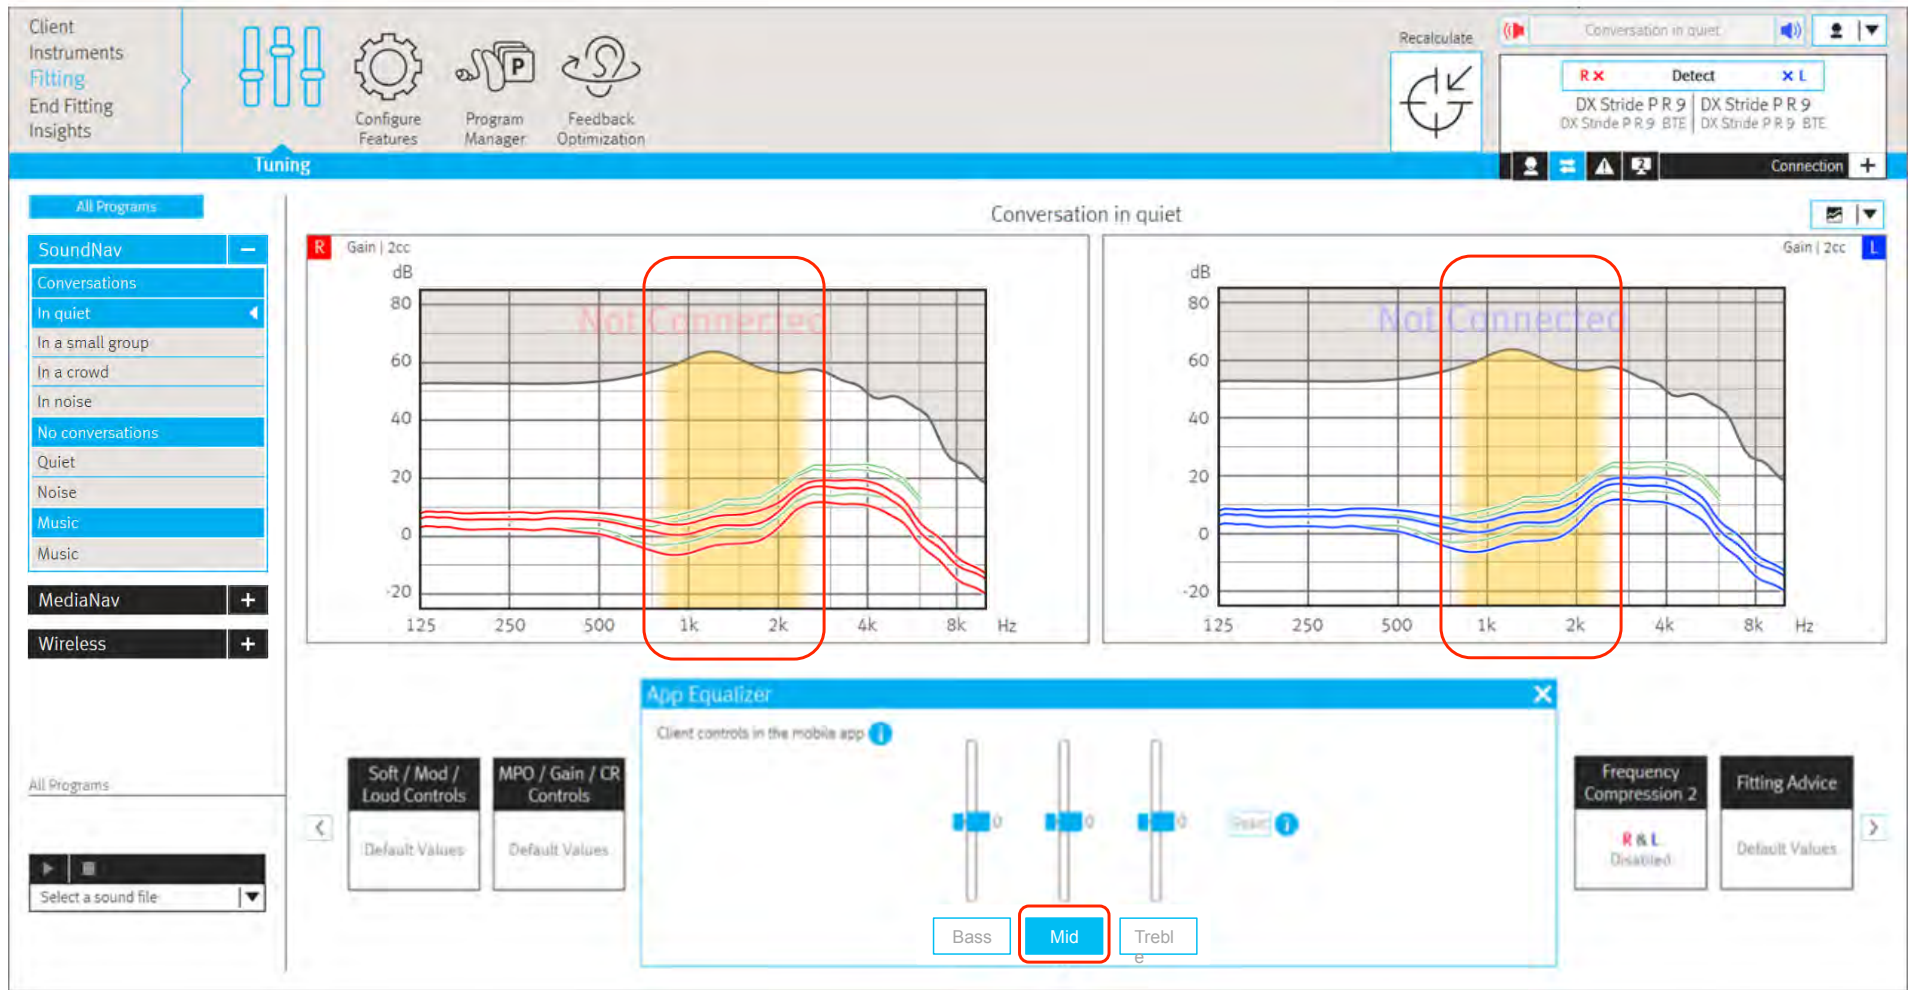 Client
Instruments
Fitting
End Fitting
Insights
Configure
Features
P
Program
Manager
Feedback
Optimization
Recalculate
Conversation in quiet
R × Detect × L
DX Stride P R 9 | DX Stride P R 9
DX Stride P R 9 BTE | DX Stride P R 9 BTE
Tuning
2
Connection +
All Programs
SoundNav −
Conversations
In quiet
In a small group
In a crowd
In noise
No conversations
Quiet
Noise
Music
Music
MediaNav +
Wireless +
All Programs
Select a sound file
Conversation in quiet
R Gain | 2cc
dB
80
60
40
20
0
-20
125 250 500 1k 2k 4k 8k Hz
Not Connected
Gain | 2cc L
dB
80
60
40
20
0
-20
125 250 500 1k 2k 4k 8k Hz
Not Connected
Soft / Mod /
Loud Controls
Default Values
MPO / Gain / CR
Controls
Default Values
App Equalizer
Client controls in the mobile app i
0 0 0
Reset i
Bass Mid Trebl
e
Frequency
Compression 2
R & L
Disabled
Fitting Advice
Default Values